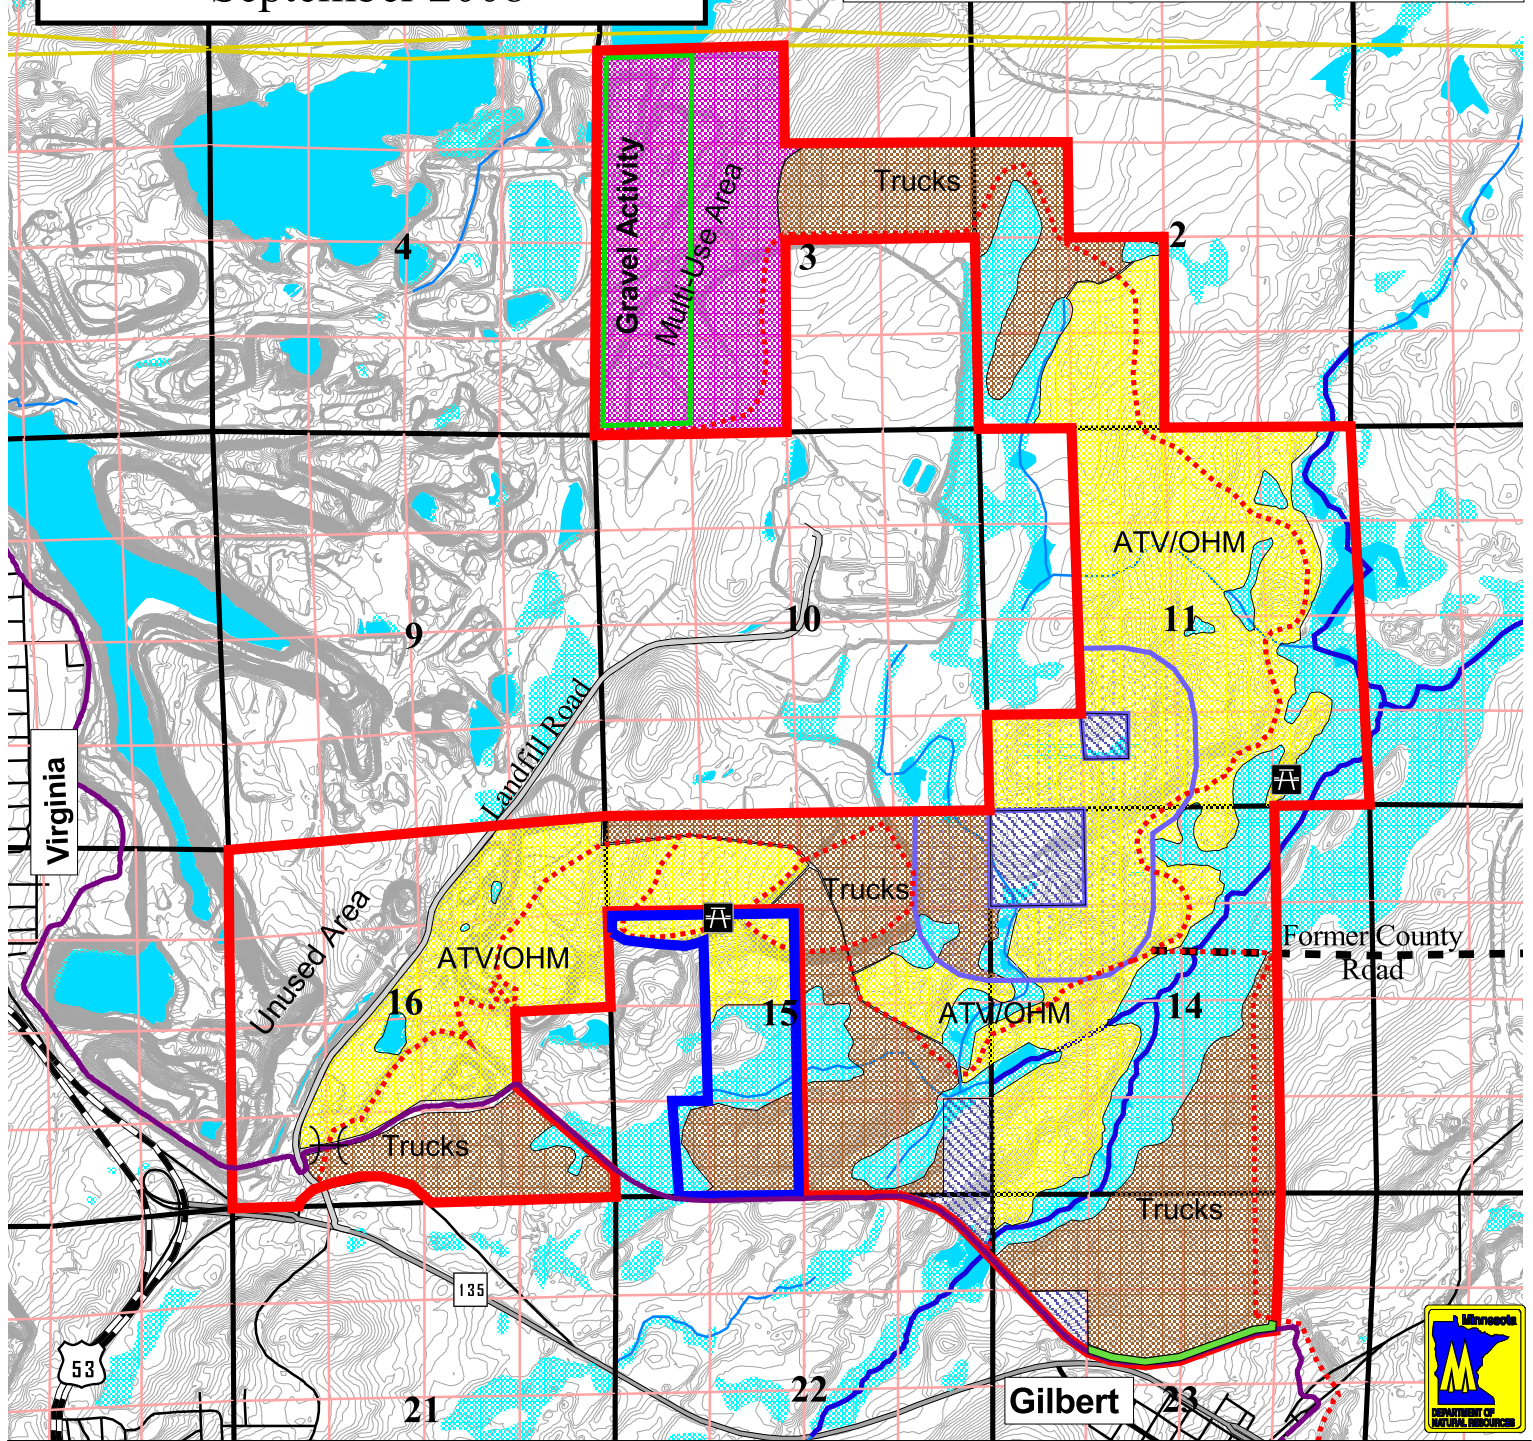 Trucks
Gravel Activity
Multi-Use Area
4
3
2
ATV/OHM
9
10
11
Landfill Road
Virginia
Trucks
Unused Area
ATV/OHM
Former County
Road
16
15
ATV/OHM
14
Trucks
Trucks
135
53
Gilbert
21
22
23
Minnesota
DEPARTMENT OF
NATURAL RESOURCES